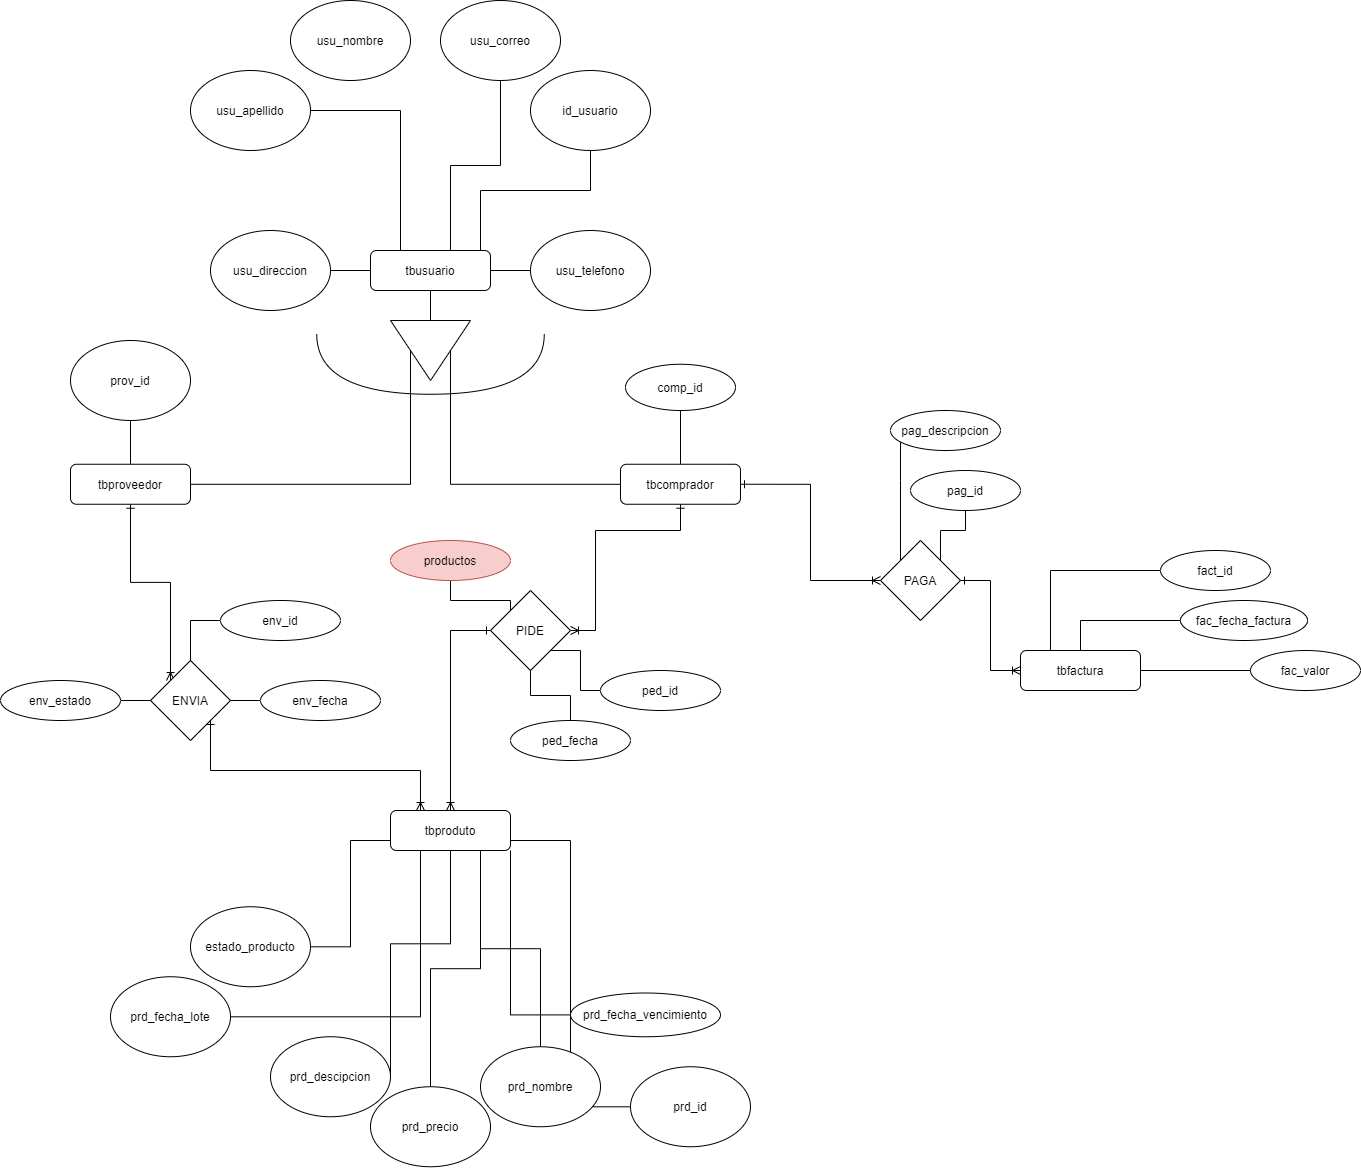 usu_nombre
usu_correo
usu_apellido
id_usuario
usu_direccion
tbusuario
usu_telefono
prov_id
comp_id
pag_descripcion
tbproveedor
tbcomprador
pag_id
productos
fact_id
PAGA
env_id
fac_fecha_factura
PIDE
tbfactura
fac_valor
ped_id
env_estado
ENVIA
env_fecha
ped_fecha
tbproduto
estado_producto
prd_fecha_lote
prd_fecha_vencimiento
prd_descipcion
prd_nombre
prd_id
prd_precio